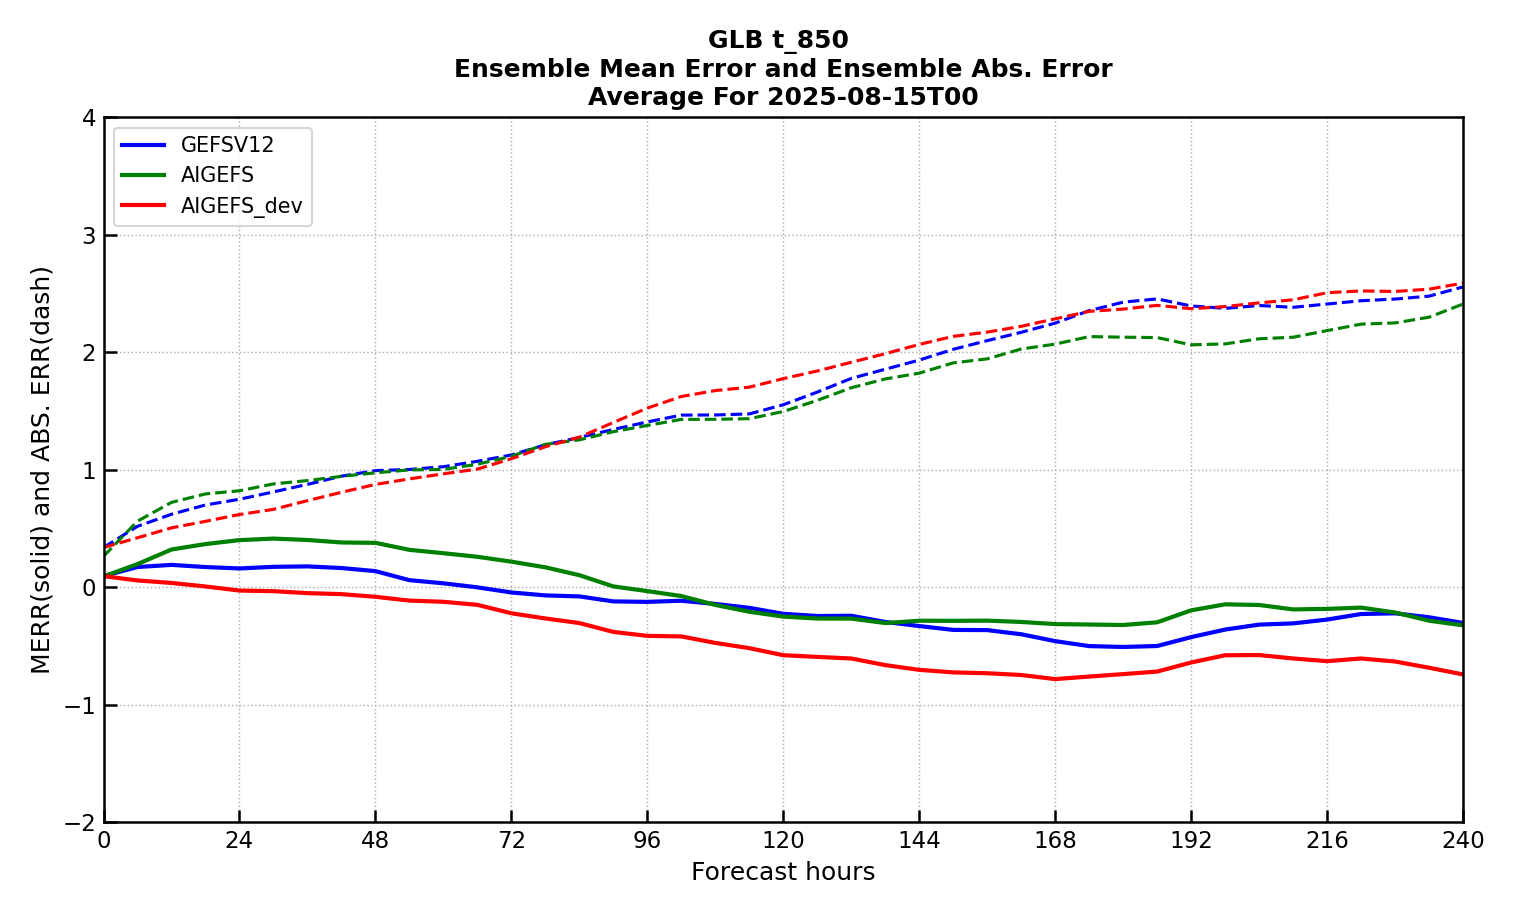 GLB t_850
Ensemble Mean Error and Ensemble Abs. Error
Average For 2025-08-15T00
GEFSV12
AIGEFS
AIGEFS_dev
MERR(solid) and ABS. ERR(dash)
4
3
2
1
0
−1
−2
0 24 48 72 96 120 144 168 192 216 240
Forecast hours